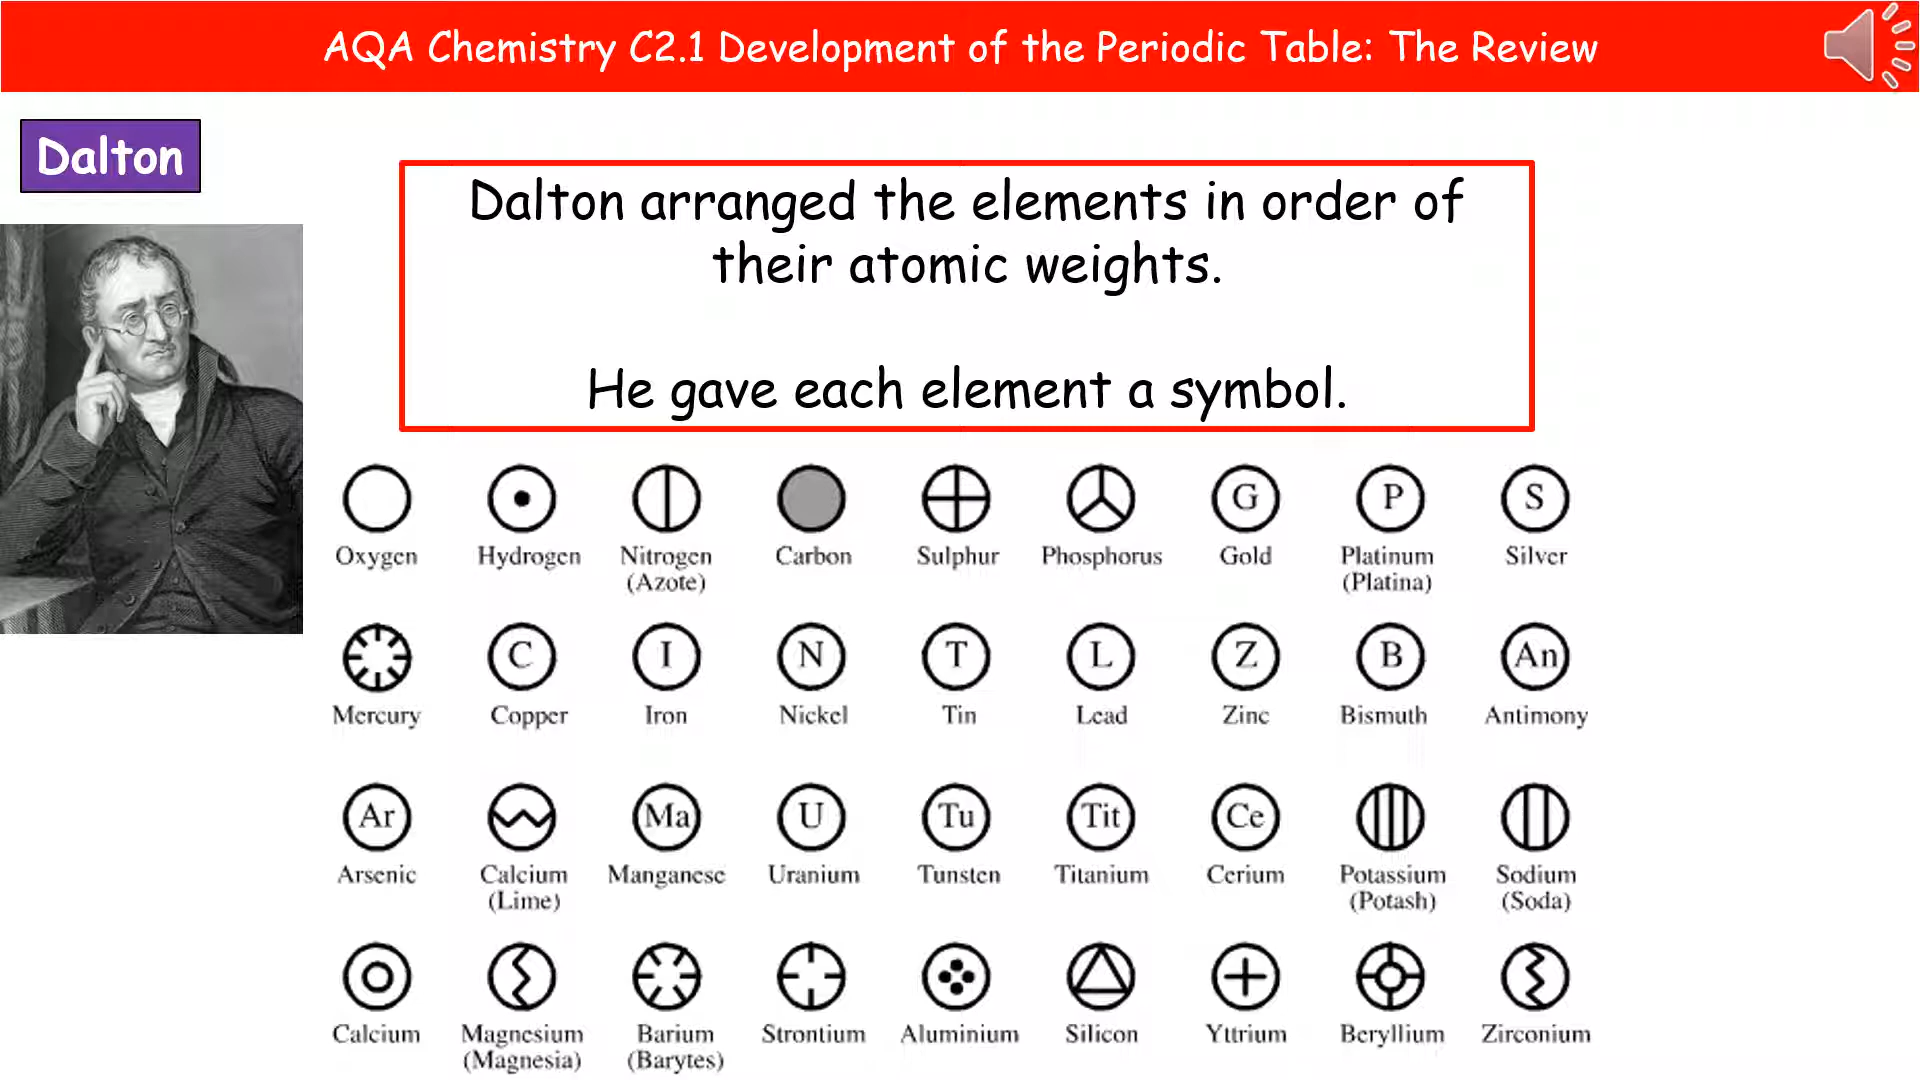 AQA Chemistry C2.1 Development of the Periodic Table: The Review
Dalton
Dalton arranged the elements in order of
their atomic weights.
He gave each element a symbol.
G P S
Oxygen Hydrogen Nitrogen Carbon Sulphur Phosphorus Gold Platinum Silver
(Azote) (Platina)
C I N T L Z B An
Mercury Copper Iron Nickel Tin Lead Zinc Bismuth Antimony
Ar Ma U Tu Tit Ce
Arsenic Calcium Manganese Uranium Tunsten Titanium Cerium Potassium Sodium
(Lime) (Potash) (Soda)
Calcium Magnesium Barium Strontium Aluminium Silicon Yttrium Beryllium Zirconium
(Magnesia) (Barytes)